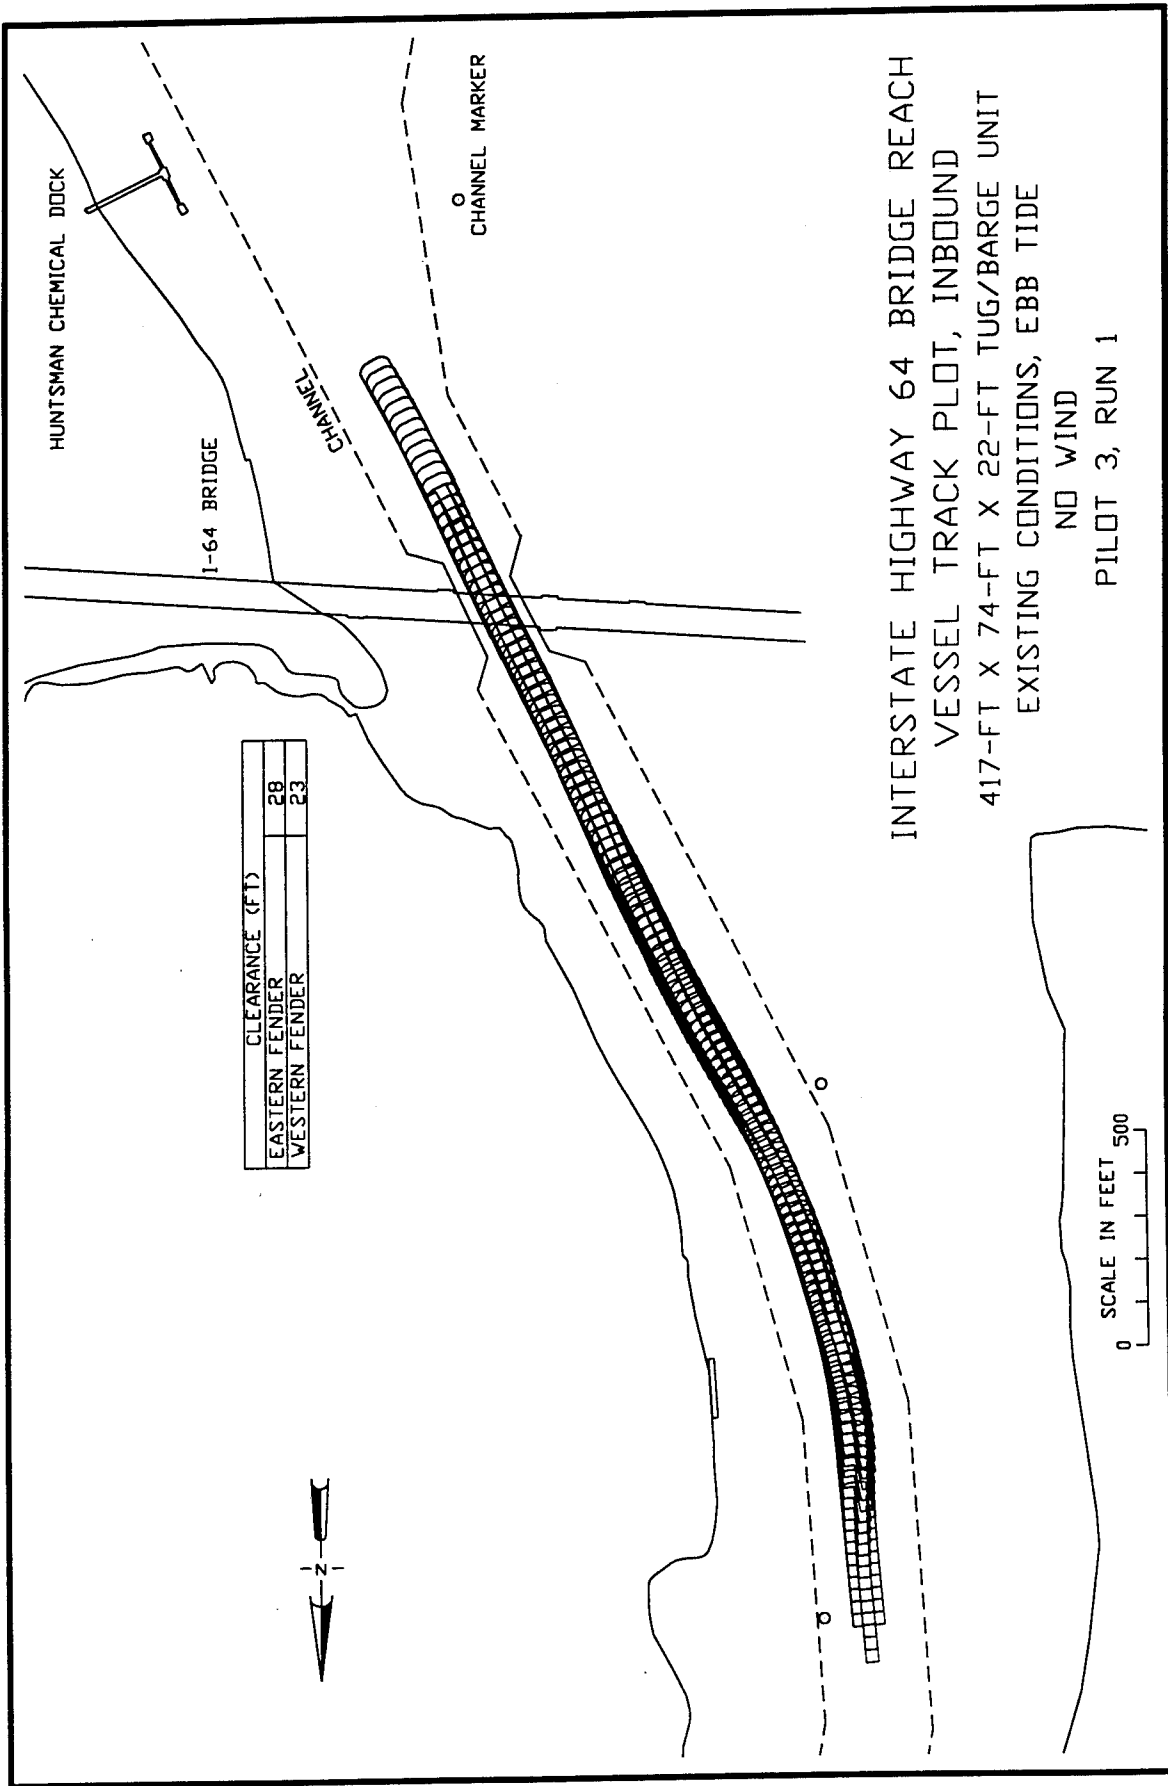 HUNTSMAN CHEMICAL DOCK
I-64 BRIDGE
CHANNEL
CHANNEL MARKER
CLEARANCE (FT)
EASTERN FENDER 28
WESTERN FENDER 23
N
SCALE IN FEET
0 500
INTERSTATE HIGHWAY 64 BRIDGE REACH
VESSEL TRACK PLOT, INBOUND
417-FT X 74-FT X 22-FT TUG/BARGE UNIT
EXISTING CONDITIONS, EBB TIDE
NO WIND
PILOT 3, RUN 1